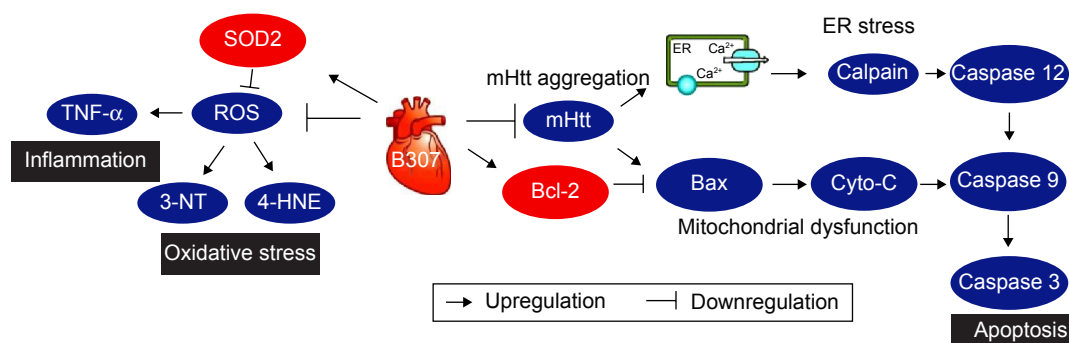 SOD2
ER stress
ER
Ca2+
Ca2+
Calpain
Caspase 12
mHtt aggregation
TNF-α
ROS
mHtt
Inflammation
B307
3-NT
4-HNE
Bcl-2
Bax
Cyto-C
Caspase 9
Oxidative stress
Mitochondrial dysfunction
Caspase 3
Upregulation
Downregulation
Apoptosis